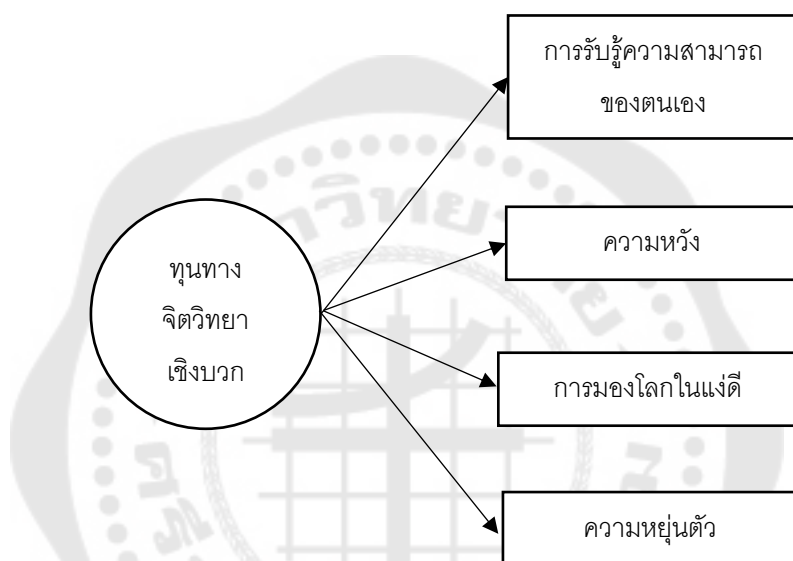 การรับรู้ความสามารถ
ของตนเอง
ความหวัง
ทุนทาง
จิตวิทยา
เชิงบวก
การมองโลกในแง่ดี
ความหยุ่นตัว